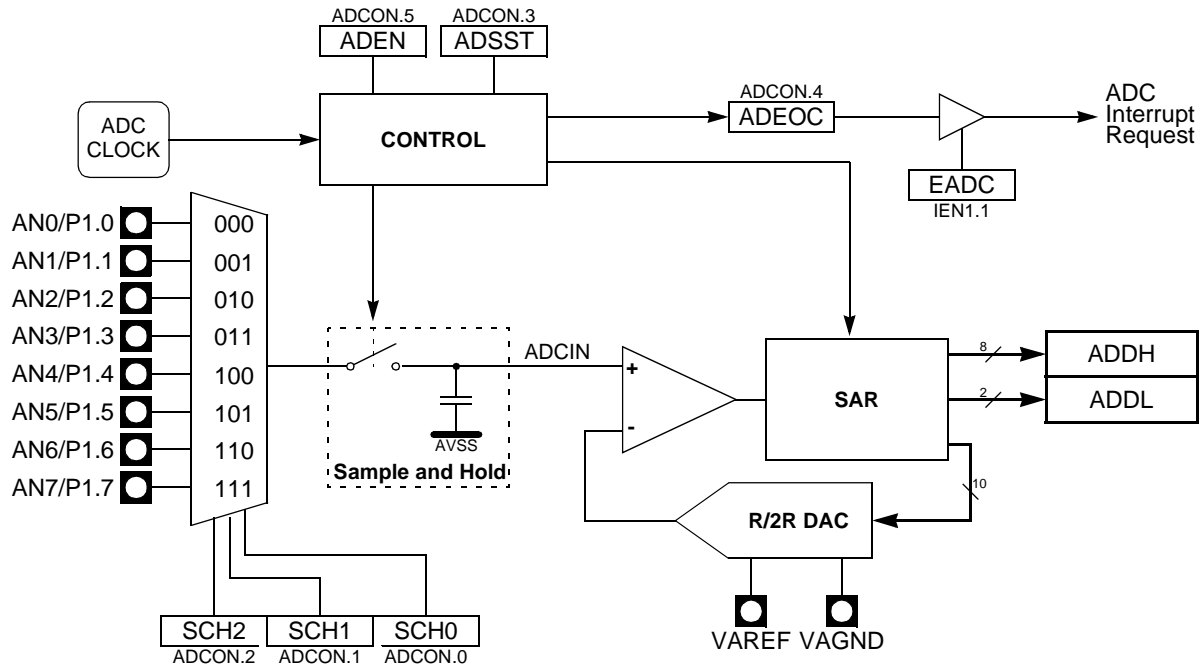 ADCON.5
ADEN
ADCON.3
ADSST
ADC
CLOCK
CONTROL
ADCON.4
ADEOC
ADC
Interrupt
Request
EADC
IEN1.1
AN0/P1.0
000
AN1/P1.1
001
AN2/P1.2
010
AN3/P1.3
011
AN4/P1.4
100
AN5/P1.5
101
AN6/P1.6
110
AN7/P1.7
111
AVSS
Sample and Hold
ADCIN
+
-
SAR
8
ADDH
2
ADDL
10
R/2R DAC
VAREF
VAGND
SCH2
SCH1
SCH0
ADCON.2
ADCON.1
ADCON.0